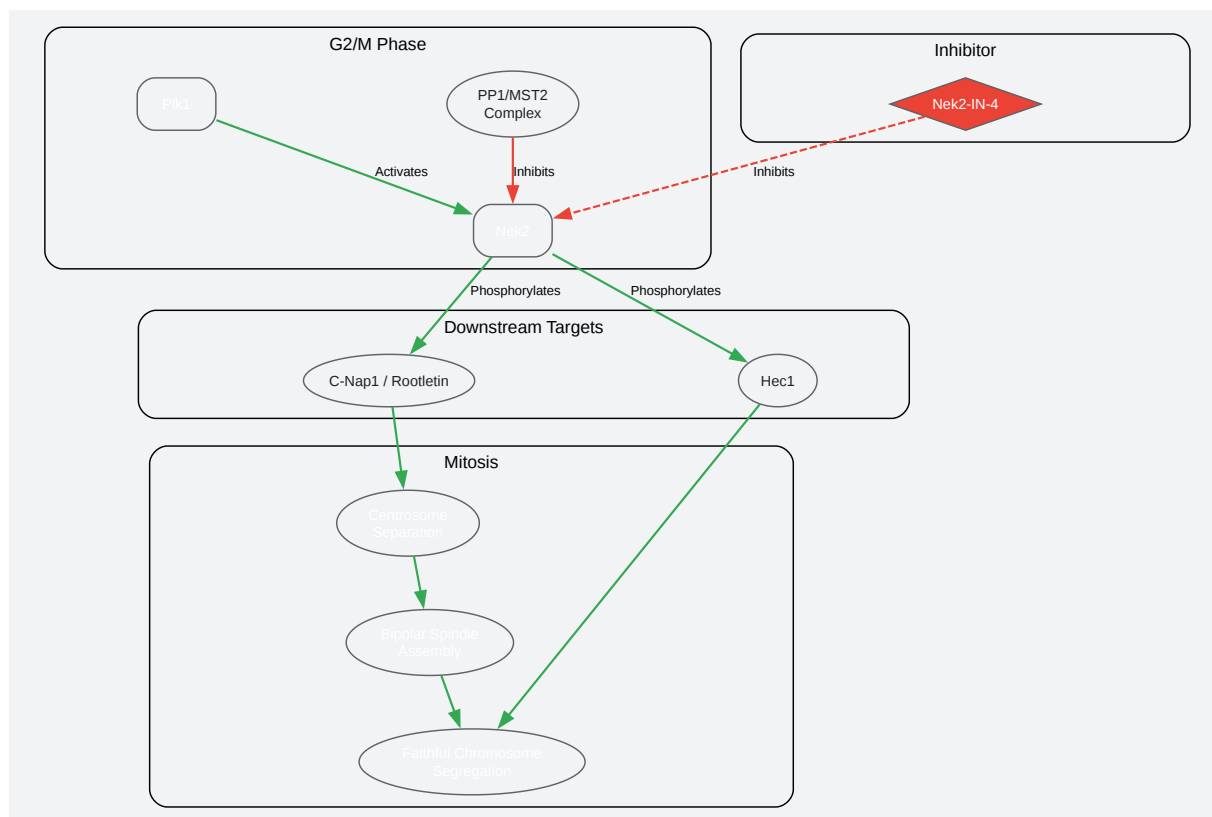 G2/M Phase
Inhibitor
Plk1
PP1/MST2
Complex
Nek2-IN-4
Activates
Inhibits
Inhibits
Nek2
Phosphorylates
Phosphorylates
Downstream Targets
C-Nap1 / Rootletin
Hec1
Mitosis
Centrosome
Separation
Bipolar Spindle
Assembly
Faithful Chromosome
Segregation